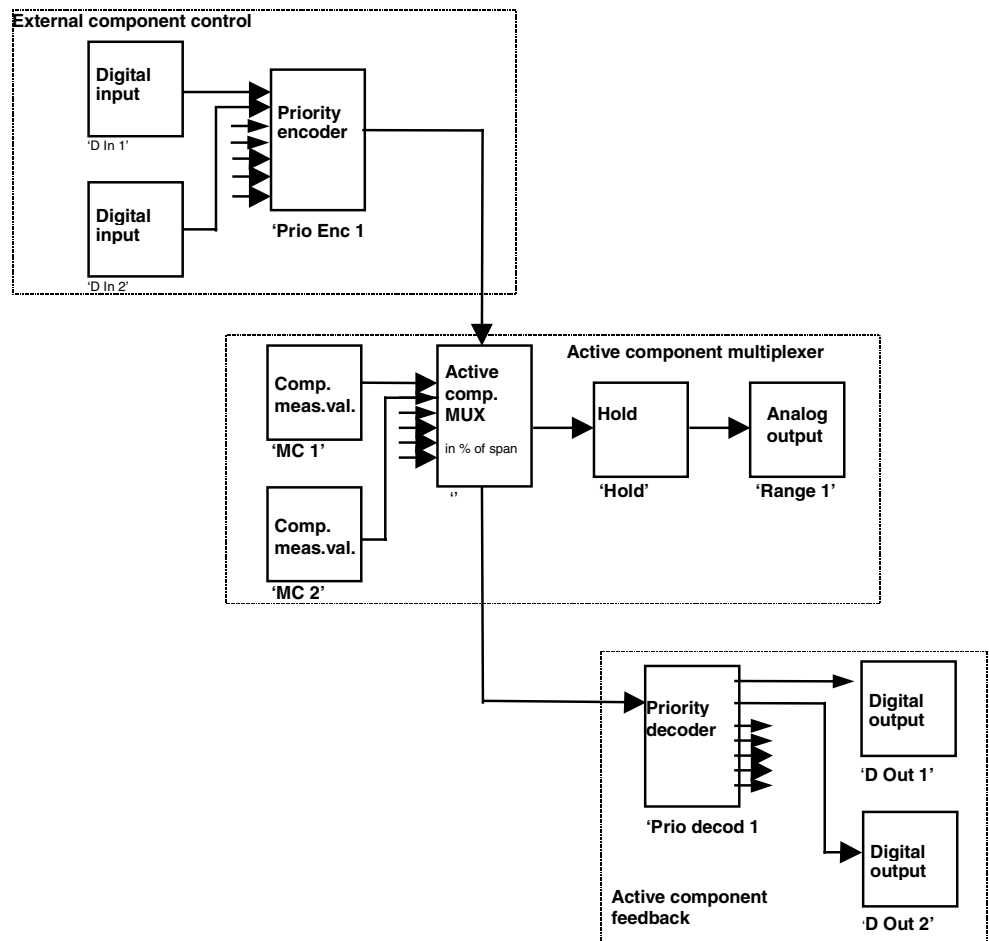 External component control
Digital
input
‘D In 1’
Priority
encoder
Digital
input
‘Prio Enc 1
‘D In 2’
Active component multiplexer
Comp.
meas.val.
‘MC 1’
Active
comp.
MUX
in % of span
‘’
Hold
‘Hold’
Analog
output
‘Range 1’
Comp.
meas.val.
‘MC 2’
Priority
decoder
‘Prio decod 1
Digital
output
‘D Out 1’
Digital
output
‘D Out 2’
Active component
feedback